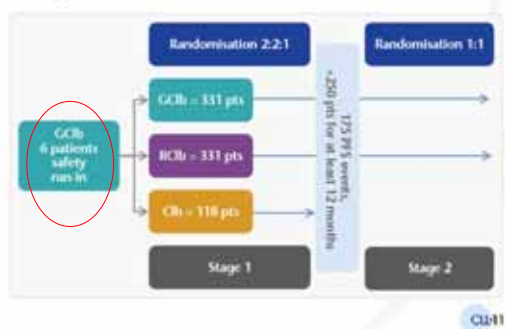 Randomisation 2:2:1
Randomisation 1:1
GClb
6 patients
safety
run-in
GClb = 331 pts
RClb = 331 pts
Clb = 118 pts
175 PFS events,
+250 pts for at least 12 months
Stage 1
Stage 2
CLL11